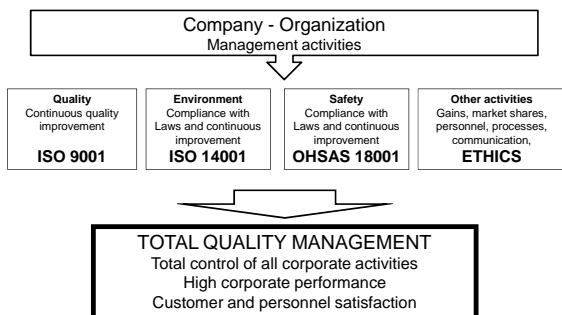 Company - Organization
Management activities
Quality
Continuous quality
improvement
ISO 9001
Environment
Compliance with
Laws and continuous
improvement
ISO 14001
Safety
Compliance with
Laws and continuous
improvement
OHSAS 18001
Other activities
Gains, market shares,
personnel, processes,
communication,
ETHICS
TOTAL QUALITY MANAGEMENT
Total control of all corporate activities
High corporate performance
Customer and personnel satisfaction